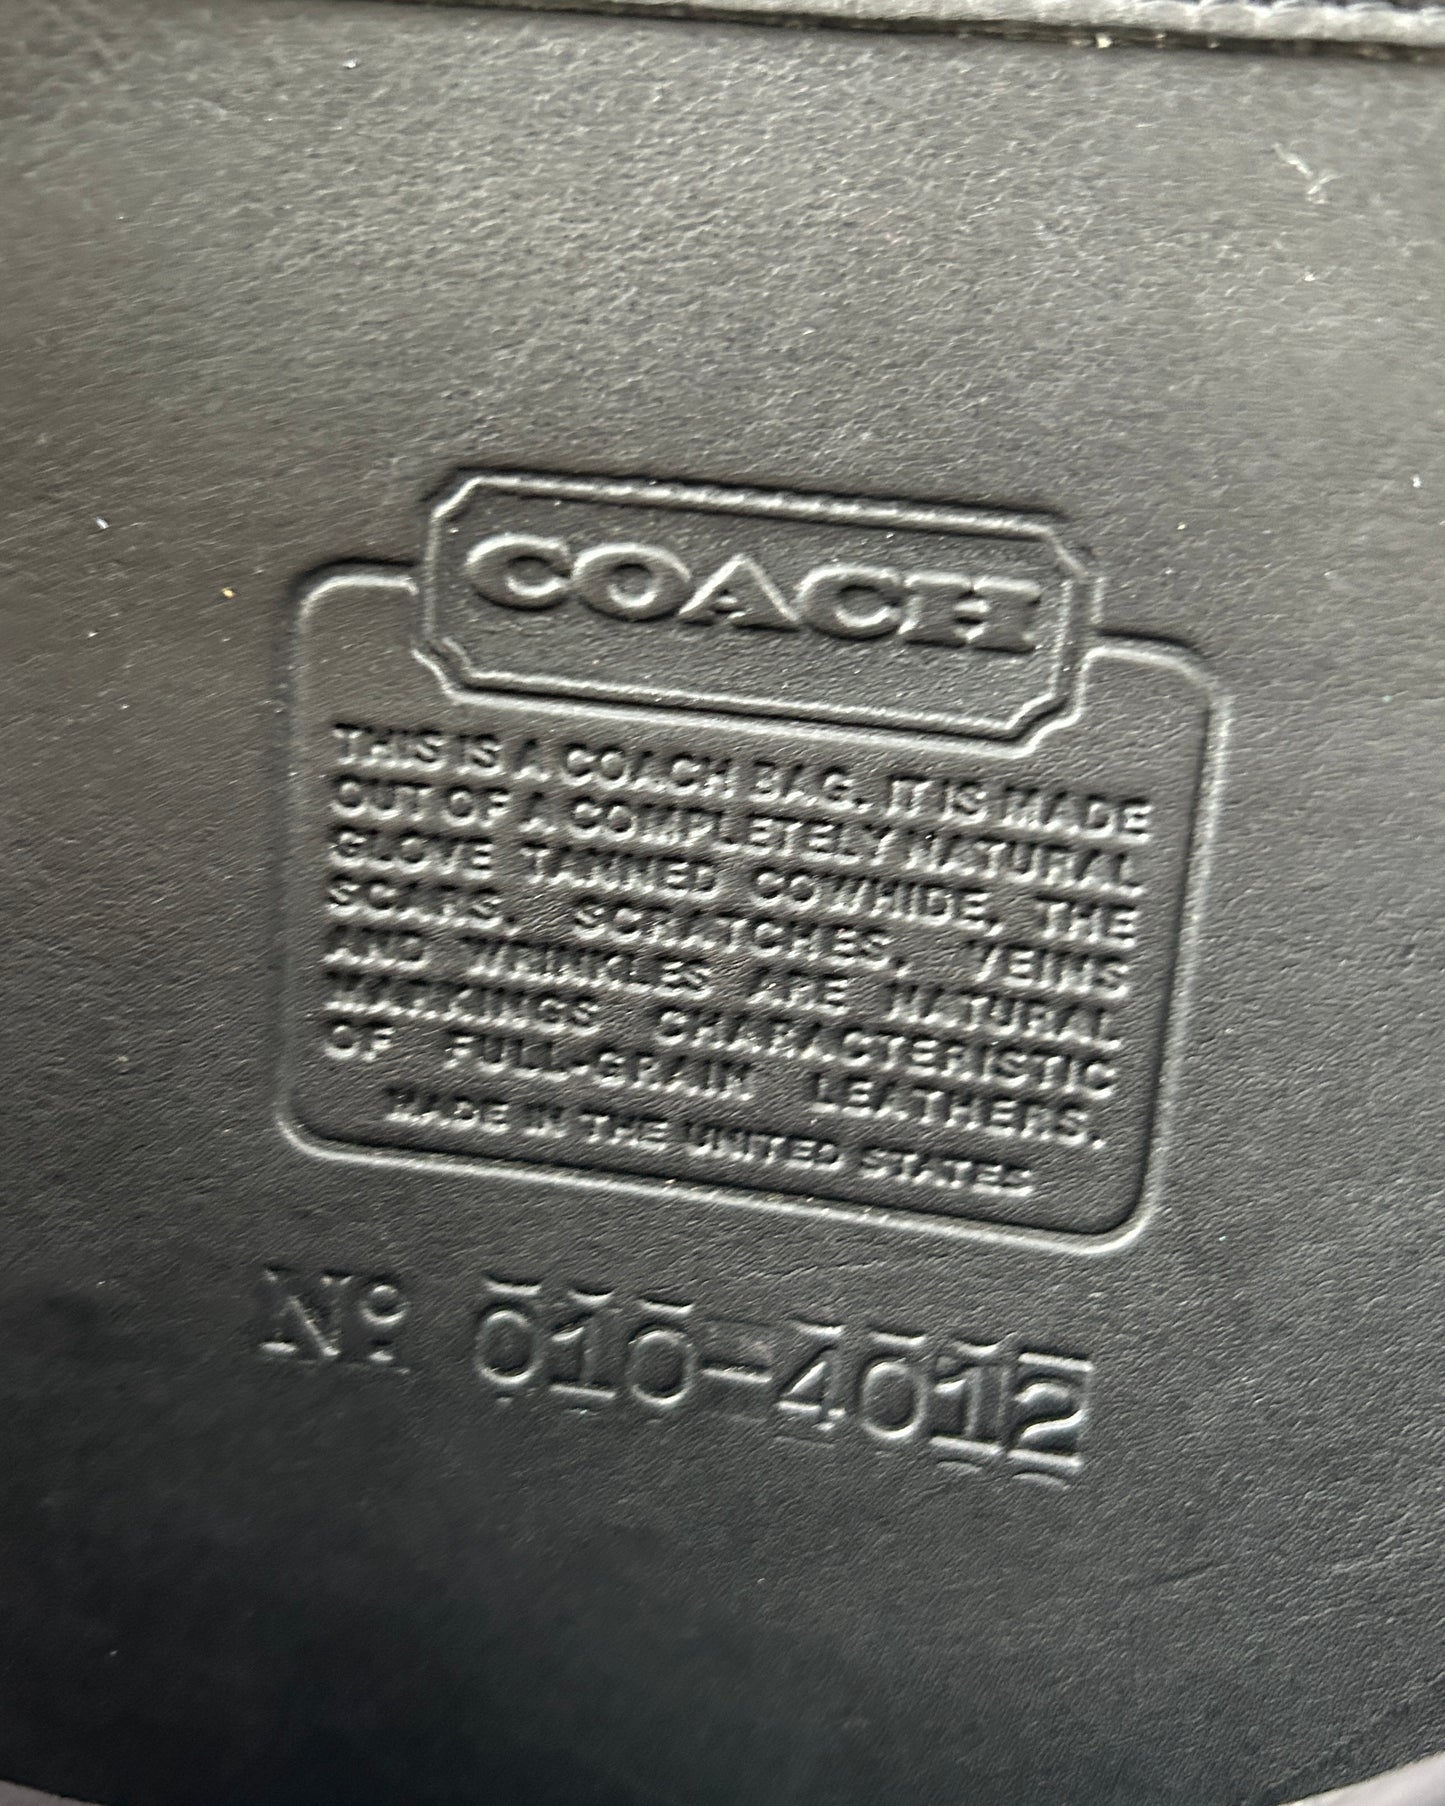 COACH
THIS IS A COACH BAG. IT IS MADE
OUT OF A COMPLETELY NATURAL
GLOVE TANNED COWHIDE, THE
SCARS, SCRATCHES, VEINS
AND WRINKLES ARE NATURAL
MARKINGS CHARACTERISTIC
OF FULL-GRAIN LEATHERS.
MADE IN THE UNITED STATES
Nº 010-4012